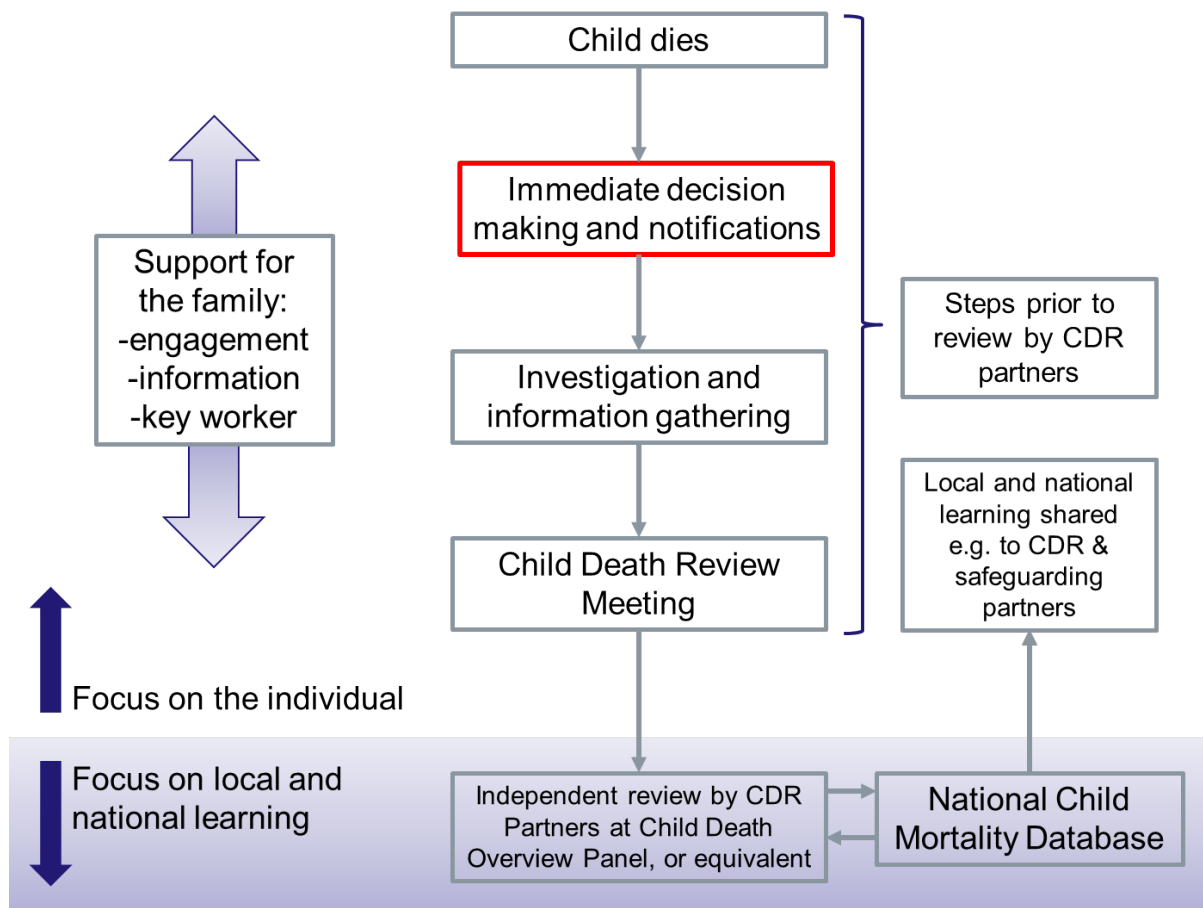 Child dies
Immediate decision
making and notifications
Support for
the family:
-engagement
-information
-key worker
Steps prior to
review by CDR
partners
Investigation and
information gathering
Local and national
learning shared
e.g. to CDR &
safeguarding
partners
Child Death Review
Meeting
Focus on the individual
Focus on local and
national learning
Independent review by CDR
Partners at Child Death
Overview Panel, or equivalent
National Child
Mortality Database